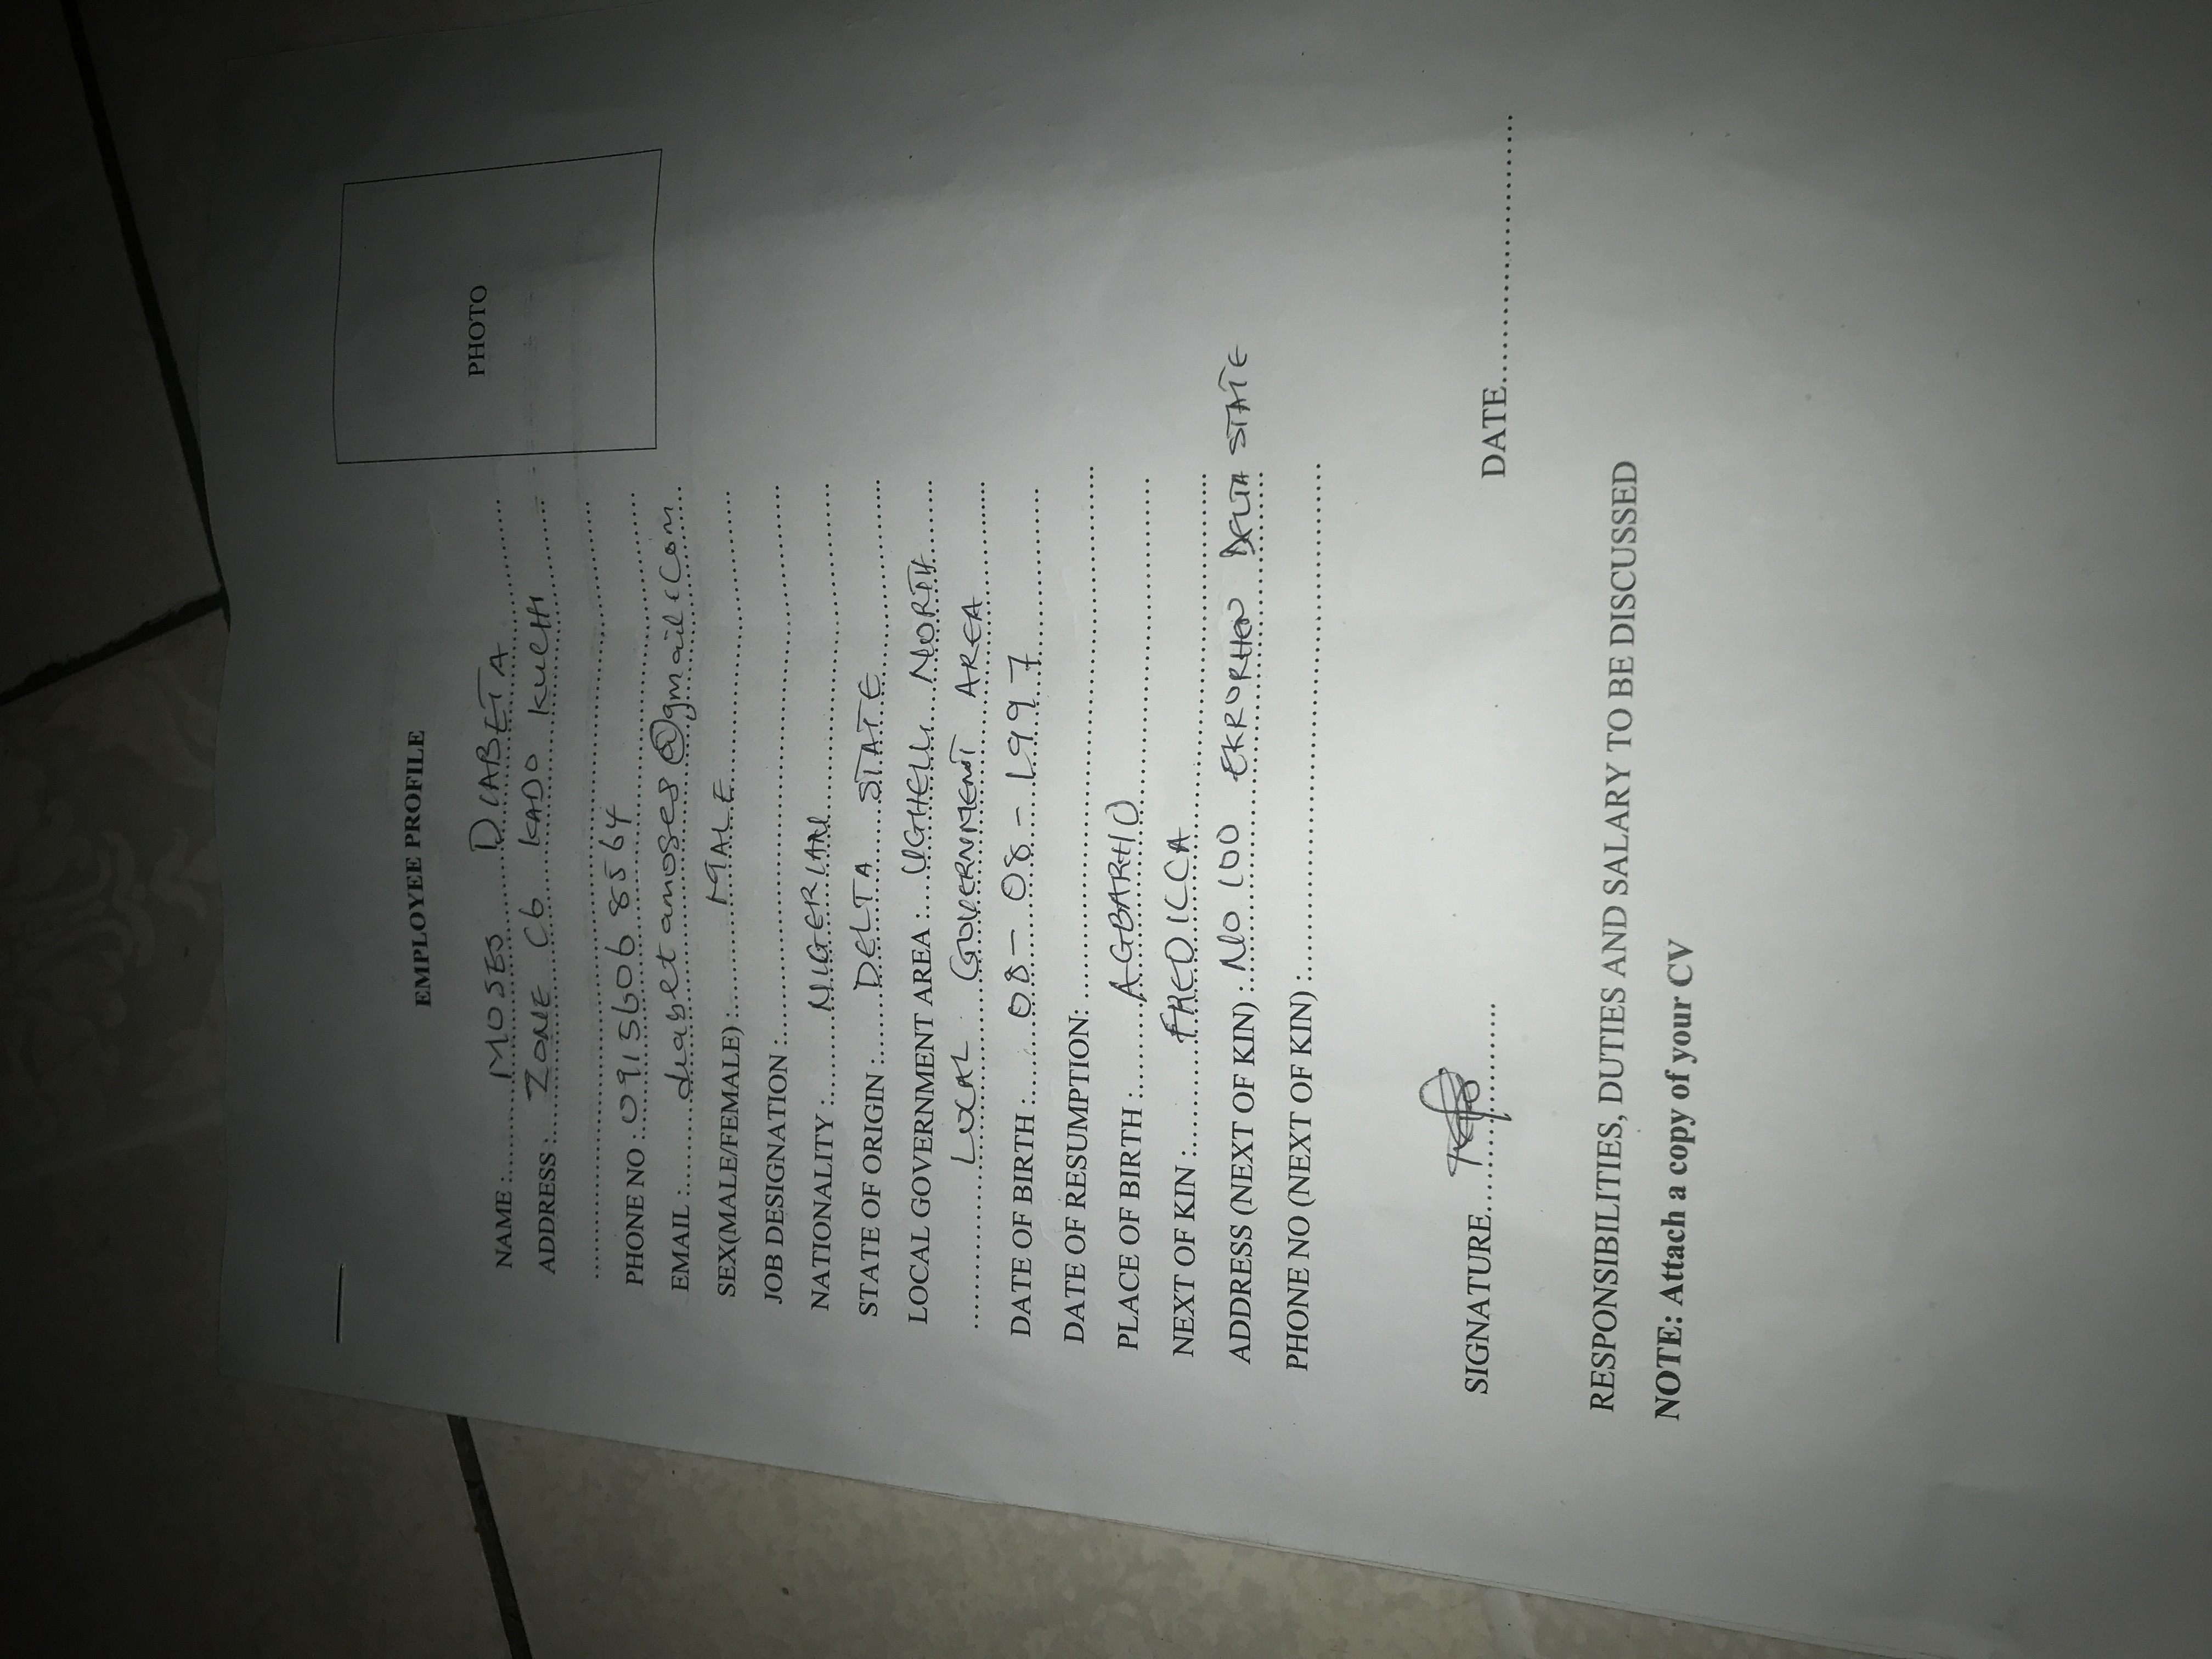 EMPLOYEE PROFILE
PHOTO
NAME :........MOSES DIABETA........
ADDRESS :....ZONE C6 KADO KUCHI....
........................................
PHONE NO :.09156068564....................
EMAIL :........diabetamoses@gmail.com..
SEX(MALE/FEMALE) :..........MALE....................
JOB DESIGNATION :........................................
NATIONALITY :........NIGERIAN..............................
STATE OF ORIGIN :.......DELTA STATE....................
LOCAL GOVERNMENT AREA :....UGHELLI NORTH........
........LOCAL GOVERNMENT AREA........
DATE OF BIRTH :........08-08-1997................
DATE OF RESUMPTION: ........................................
PLACE OF BIRTH :........AGBARHO..............................
NEXT OF KIN :........FREDICCA..............................
ADDRESS (NEXT OF KIN) :.NO 100 DELTA STATE
PHONE NO (NEXT OF KIN) :........................................
SIGNATURE........................ DATE........................
RESPONSIBILITIES, DUTIES AND SALARY TO BE DISCUSSED
NOTE: Attach a copy of your CV